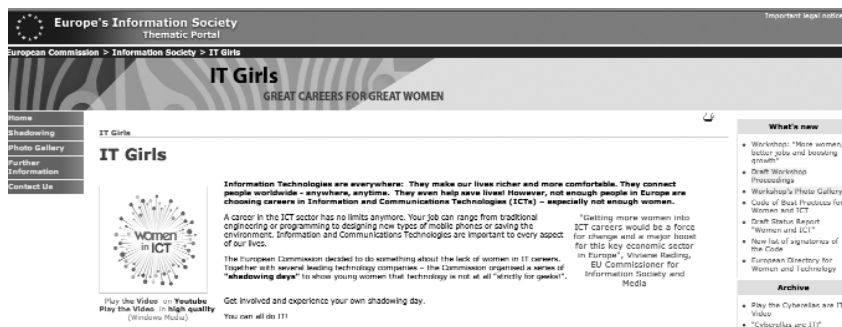 Europe's Information Society
Thematic Portal
Important legal notice
European Commission > Information Society > IT Girls
IT Girls
GREAT CAREERS FOR GREAT WOMEN
Home
Shadowing
Photo Gallery
Further
Information
Contact Us
IT Girls
IT Girls
women
in ICT
Play the Video on Youtube
Play the Video in high quality
(Windows Media)
Information Technologies are everywhere: They make our lives richer and more comfortable. They connect
people worldwide - anywhere, anytime. They even help save lives! However, not enough people in Europe are
choosing careers in Information and Communications Technologies (ICTs) – especially not enough women.
A career in the ICT sector has no limits anymore. Your job can range from traditional
engineering or programming to designing new types of mobile phones or saving the
environment. Information and Communications Technologies are important to every aspect
of our lives.
The European Commission decided to do something about the lack of women in IT careers.
Together with several leading technology companies – the Commission organised a series of
"shadowing days" to show young women that technology is not at all "strictly for geeks!".
Get involved and experience your own shadowing day.
You can all do IT!
"Getting more women into
ICT careers would be a force
for change and a major boost
for this key economic sector
in Europe", Viviane Reding,
EU Commissioner for
Information Society and
Media
What's new
• Workshop: "More women,
better jobs and boosting
growth"
• Draft Workshop
Proceedings
• Workshop's Photo Gallery
• Code of Best Practices for
Women and ICT
• Draft Status Report
"Women and ICT"
• New list of signatories of
the Code
• European Directory for
Women and Technology
Archive
• Play the Cyberellas are IT
Video
• "Cyberellas are IT!"